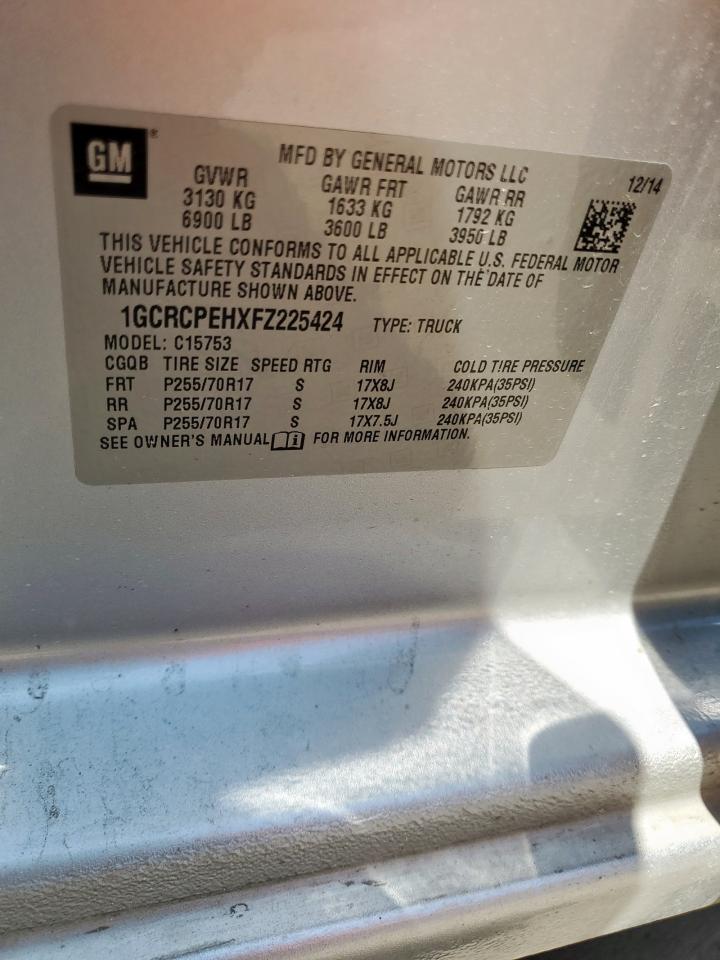 GM®
MFD BY GENERAL MOTORS LLC
12/14
GVWR GAWR FRT GAWR RR
3130 KG 1633 KG 1792 KG
6900 LB 3600 LB 3950 LB
THIS VEHICLE CONFORMS TO ALL APPLICABLE U.S. FEDERAL MOTOR
VEHICLE SAFETY STANDARDS IN EFFECT ON THE DATE OF
MANUFACTURE SHOWN ABOVE.
1GCRCPEHXFZ225424 TYPE: TRUCK
MODEL: C15753
CGQB TIRE SIZE SPEED RTG RIM COLD TIRE PRESSURE
FRT P255/70R17 S 17X8J 240KPA(35PSI)
RR P255/70R17 S 17X8J 240KPA(35PSI)
SPA P255/70R17 S 17X7.5J 240KPA(35PSI)
SEE OWNER'S MANUAL FOR MORE INFORMATION.